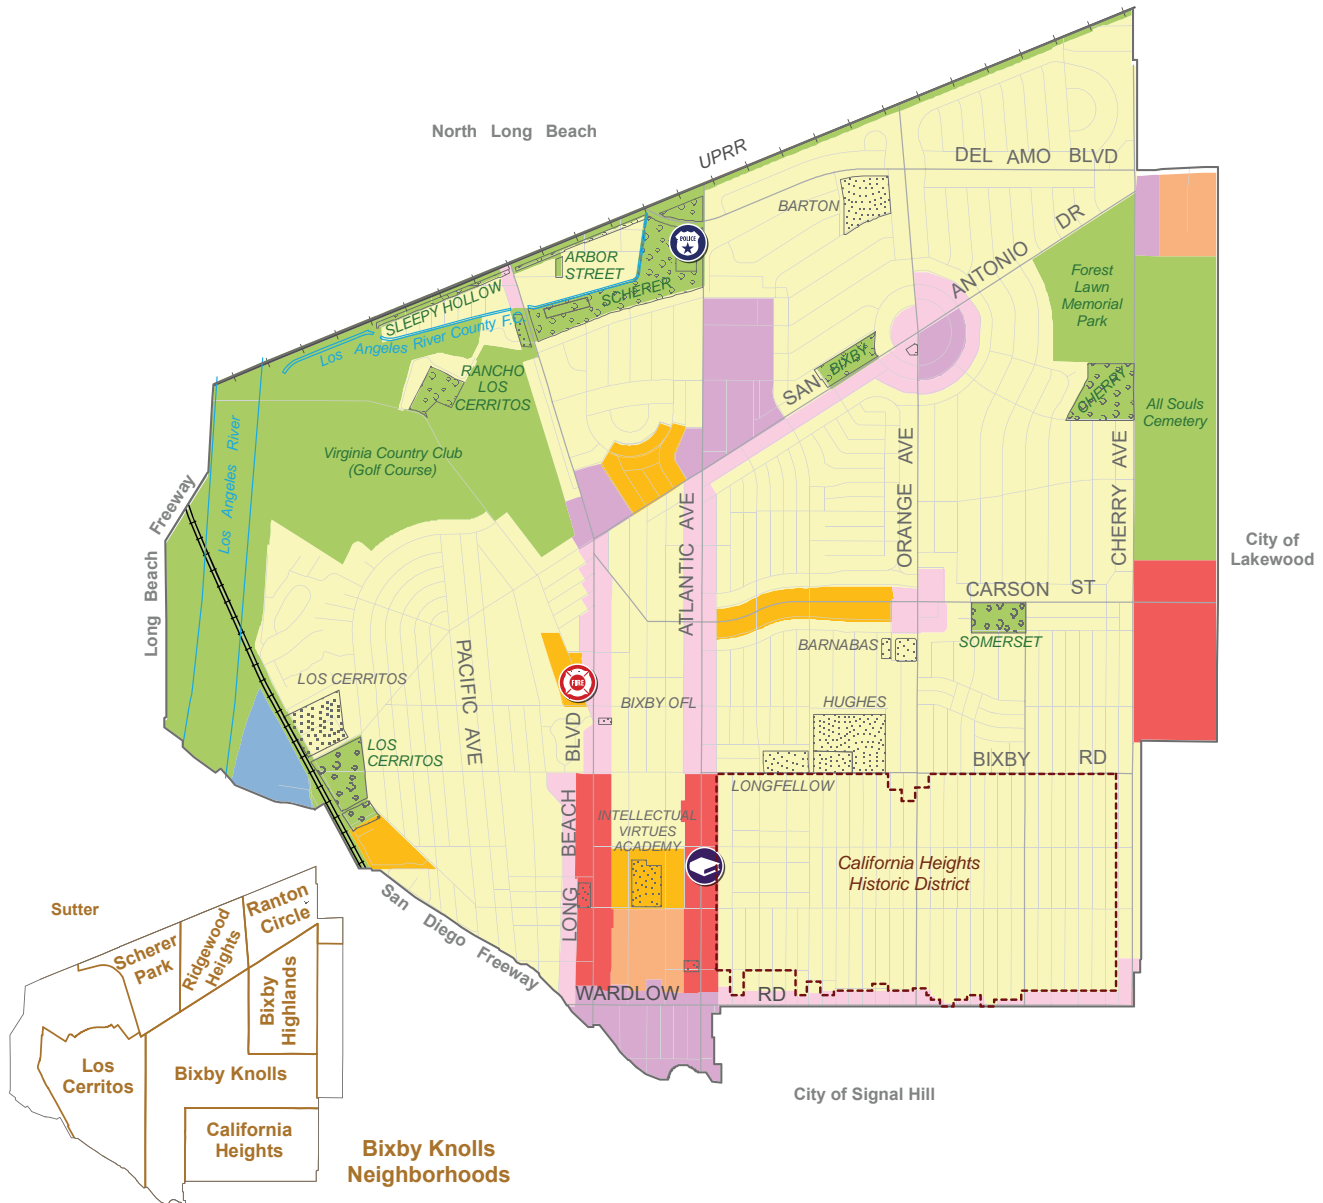 North Long Beach
UPRR
DEL AMO BLVD
BARTON
SAN ANTONIO DR
POLICE
ARBOR
STREET
SCHERER
SLEEPY HOLLOW
Los Angeles River County F.C.
Forest
Lawn
Memorial
Park
BIXBY
RANCHO
LOS
CERRITOS
CHERRY
All Souls
Cemetery
Virginia Country Club
(Golf Course)
Los Angeles River
Long Beach Freeway
ATLANTIC AVE
ORANGE AVE
CHERRY AVE
City of
Lakewood
CARSON ST
SOMERSET
BARNABAS
PACIFIC AVE
LOS CERRITOS
FIRE
BIXBY OFL
HUGHES
LOS
CERRITOS
LONG BEACH BLVD
BIXBY RD
LONGFELLOW
INTELLECTUAL
VIRTUES
ACADEMY
California Heights
Historic District
San Diego Freeway
WARDLOW RD
City of Signal Hill
Sutter
Scherer
Park
Ridgewood
Heights
Ranton
Circle
Bixby
Highlands
Los
Cerritos
Bixby Knolls
California
Heights
Bixby Knolls
Neighborhoods